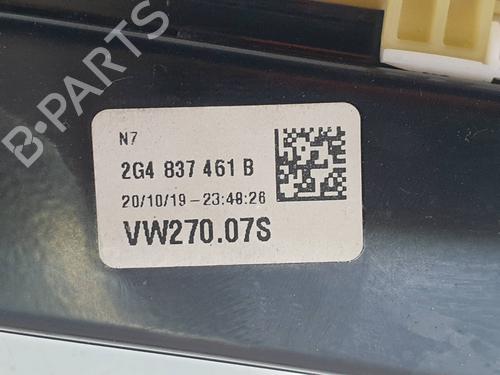 B-PARTS
N7
2G4 837 461 B
20/10/19-23:48:26
VW270.07S